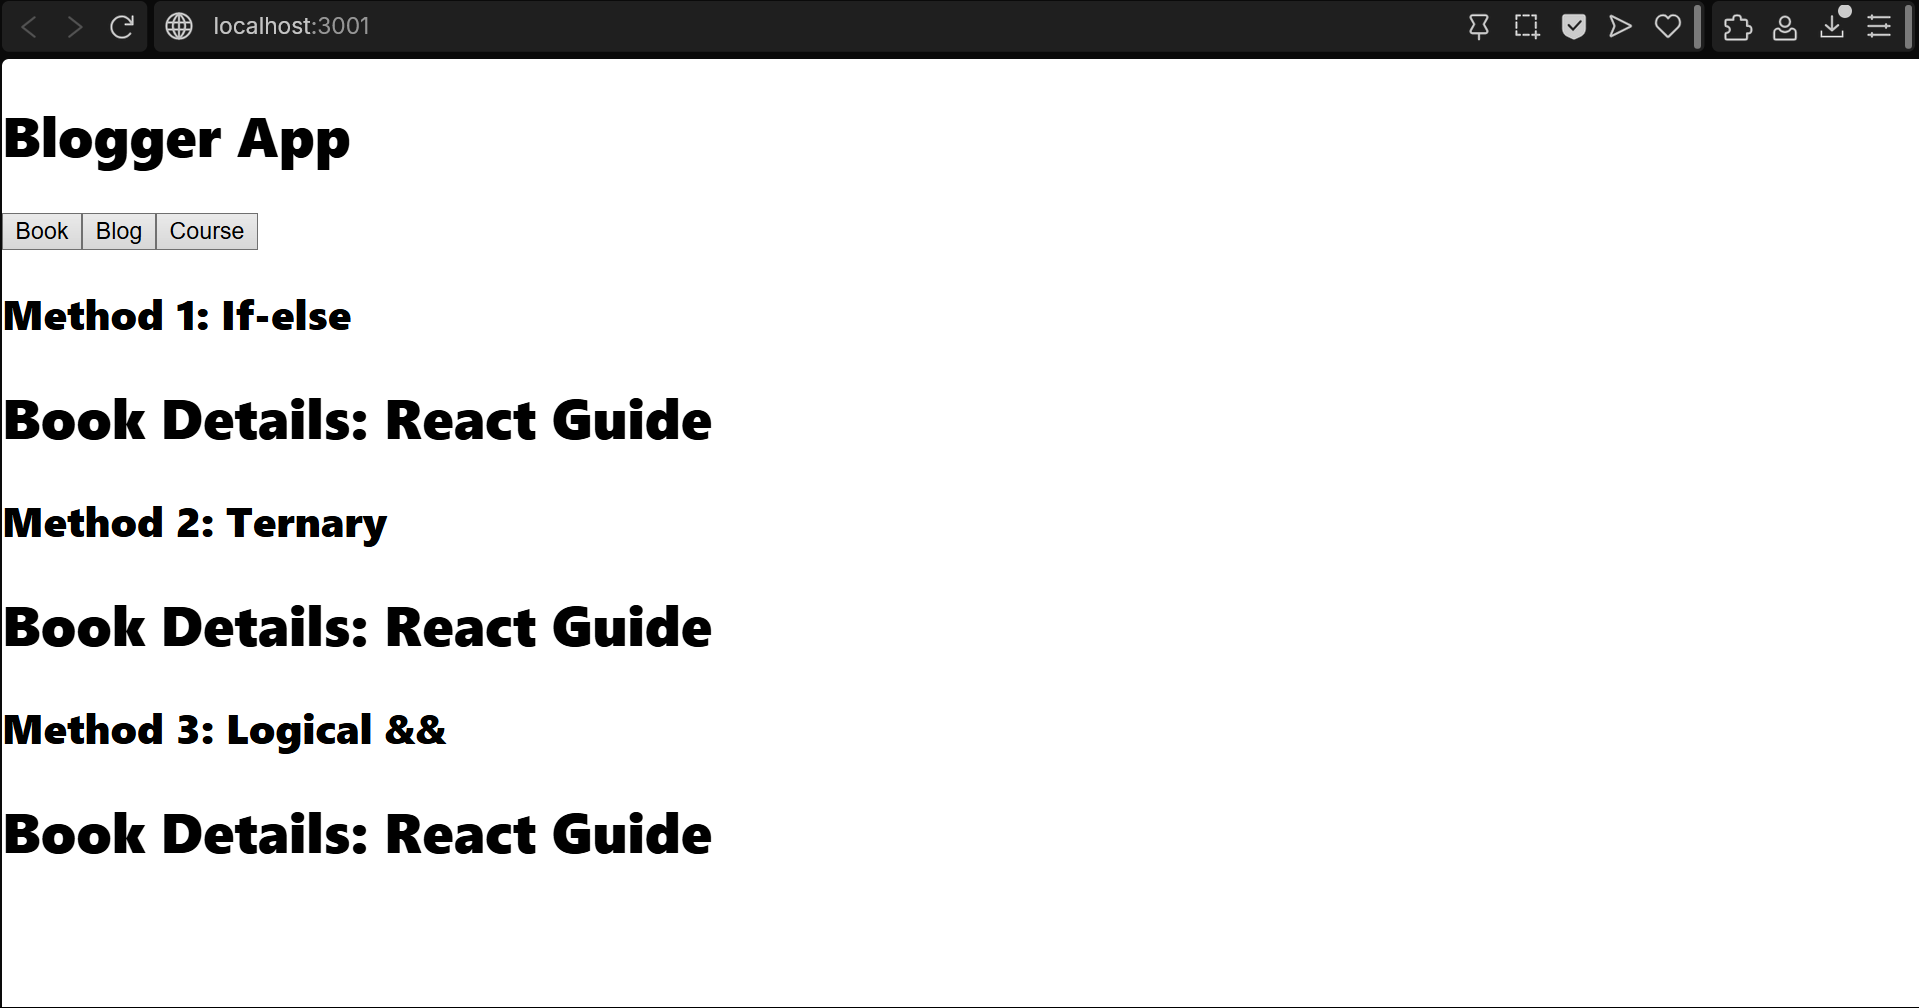 localhost:3001
Blogger App
Book Blog Course
Method 1: If-else
Book Details: React Guide
Method 2: Ternary
Book Details: React Guide
Method 3: Logical &&
Book Details: React Guide